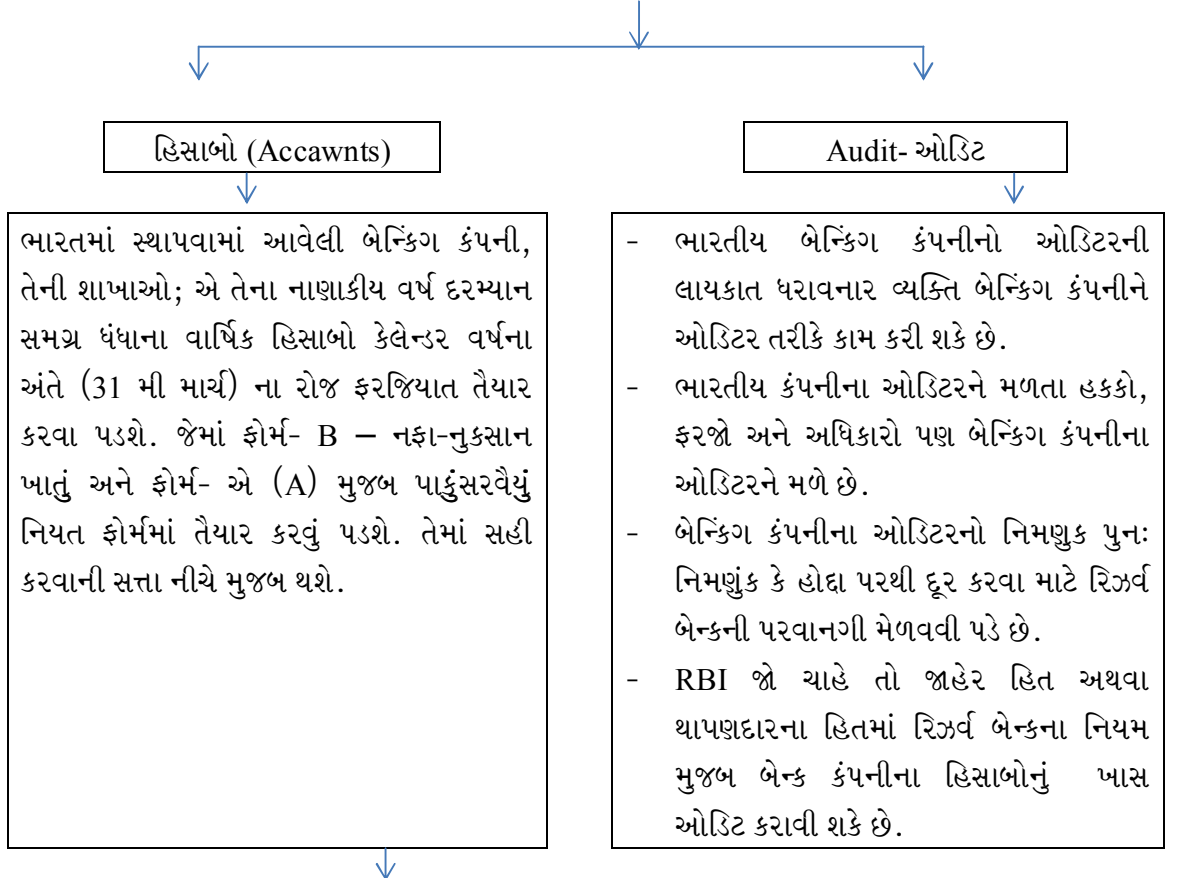 હિસાબો (Accawnts)
ભારતમાં સ્થાપવામાં આવેલી બેન્કિગ કંપની,
તેની શાખાઓ; એ તેના નાણાકીય વર્ષ દરમ્યાન
સમગ્ર ધંધાના વાર્ષિક હિસાબો કેલેન્ડર વર્ષના
અંતે (31 મી માર્ચ) ના રોજ ફરજિયાત તૈયાર
કરવા પડશે. જેમાં ફોર્મ- B – નફા-નુકસાન
ખાતું અને ફોર્મ- એ (A) મુજબ પાકુંસરવૈયું
નિયત ફોર્મમાં તૈયાર કરવું પડશે. તેમાં સહી
કરવાની સત્તા નીચે મુજબ થશે.
Audit- ઓડિટ
- ભારતીય બેન્કિંગ કંપનીનો ઓડિટરની
લાયકાત ધરાવનાર વ્યક્તિ બેન્કિંગ કંપનીને
ઓડિટર તરીકે કામ કરી શકે છે.
- ભારતીય કંપનીના ઓડિટરને મળતા હકકો,
ફરજો અને અધિકારો પણ બેન્કિંગ કંપનીના
ઓડિટરને મળે છે.
- બેન્કિગ કંપનીના ઓડિટરનો નિમણુક પુનઃ
નિમણુંક કે હોદ્દા પરથી દૂર કરવા માટે રિઝર્વ
બેન્કની પરવાનગી મેળવવી પડે છે.
- RBI જો ચાહે તો જાહેર હિત અથવા
થાપણદારના હિતમાં રિઝર્વ બેન્કના નિયમ
મુજબ બેન્ક કંપનીના હિસાબોનું ખાસ
ઓડિટ કરાવી શકે છે.